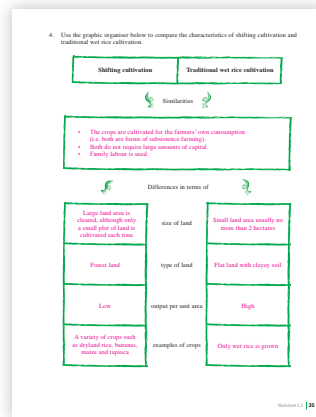 4. Use the graphic organiser below to compare the characteristics of shifting cultivation and
traditional wet rice cultivation.
Shifting cultivation
Traditional wet rice cultivation
Similarities
• The crops are cultivated for the farmers' own consumption
(i.e. both are forms of subsistence farming).
• Both do not require large amounts of capital.
• Family labour is used.
Differences in terms of
Large land area is
cleared, although only
a small plot of land is
cultivated each time
size of land
Small land area usually no
more than 2 hectares
Forest land
type of land
Flat land with clayey soil
Low
output per unit area
High
A variety of crops such
as dryland rice, bananas,
maize and tapioca
examples of crops
Only wet rice is grown
35